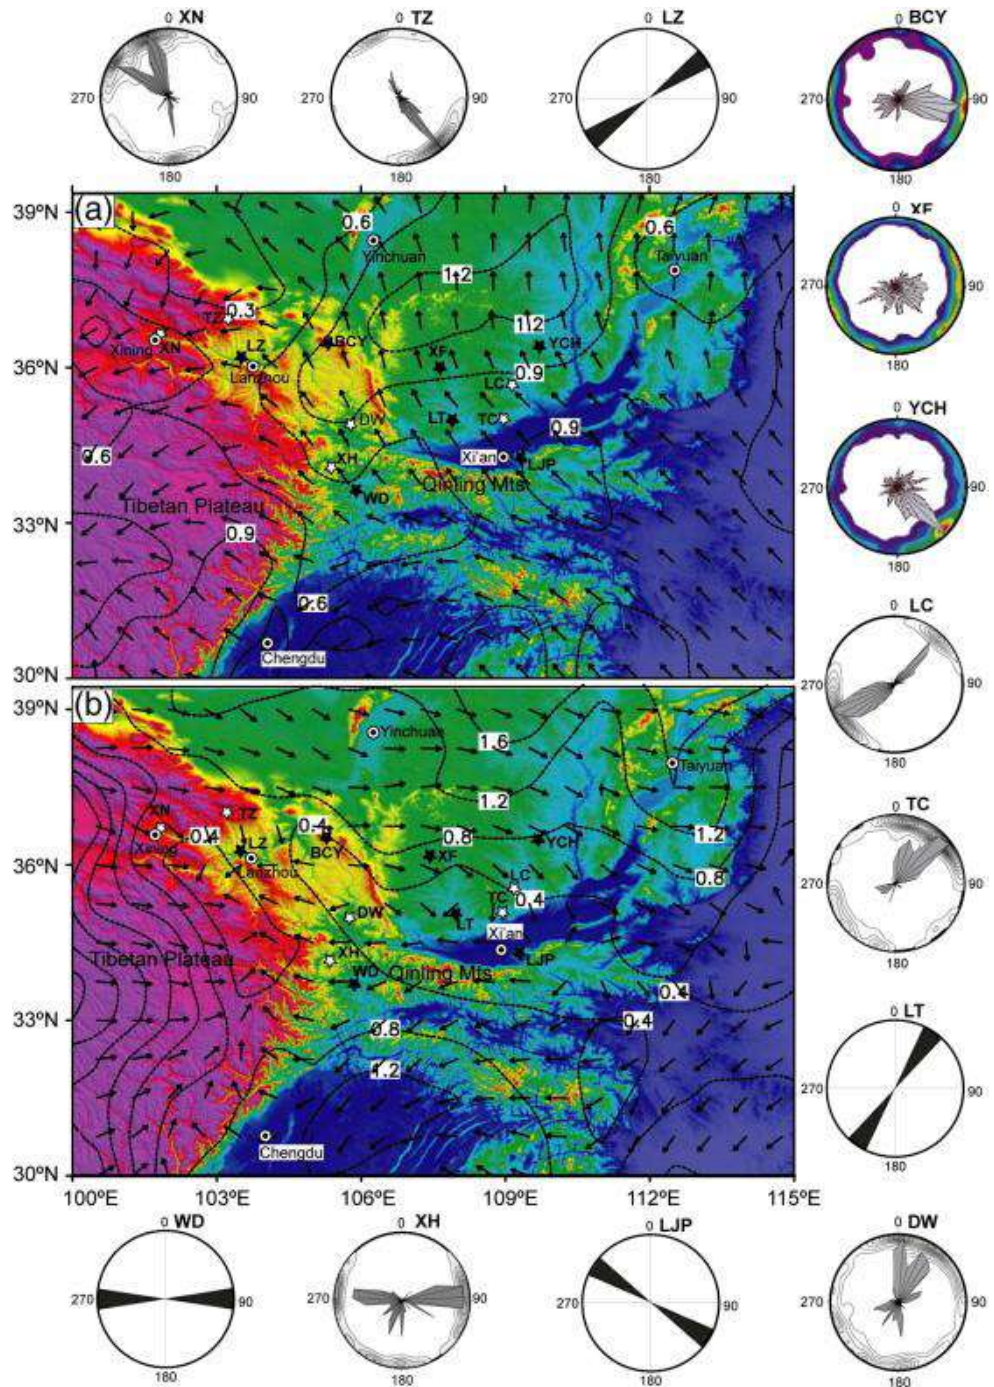 0 XN
0 TZ
0 LZ
0 BCY
270
90
270
90
270
90
270
90
180
180
180
180
39°N
(a)
0.6
0.6
Yinchuan
Taiyuan
1.2
XF
0
270
90
180
0.3
TZ
1.2
36°N
Xining XN
LZ
Lanzhou
BCY
XF
YCH
0.9
LC
DW
LT
TC
0.9
YCH
0
270
90
180
0.6
XH
Xi'an
LJP
WD
Qinling Mts
Tibetan Plateau
33°N
0.9
0.6
Chengdu
30°N
LC
0
270
90
180
39°N
(b)
Yinchuan
1.6
Taiyuan
1.2
XN
TZ
0.4
0.4
0.8
1.2
Xining
LZ
BCY
XF
YCH
36°N
Lanzhou
0.8
LC
0.4
TC
DW
LT
Xi'an
TC
0
270
90
180
Tibetan Plateau
XH
WD
Qinling Mts
LJP
0.4
33°N
0.8
0.4
1.2
Chengdu
30°N
0 LT
270
90
180
100°E
103°E
106°E
109°E
112°E
115°E
0 WD
0 XH
0 LJP
0 DW
270
90
270
90
270
90
270
90
180
180
180
180